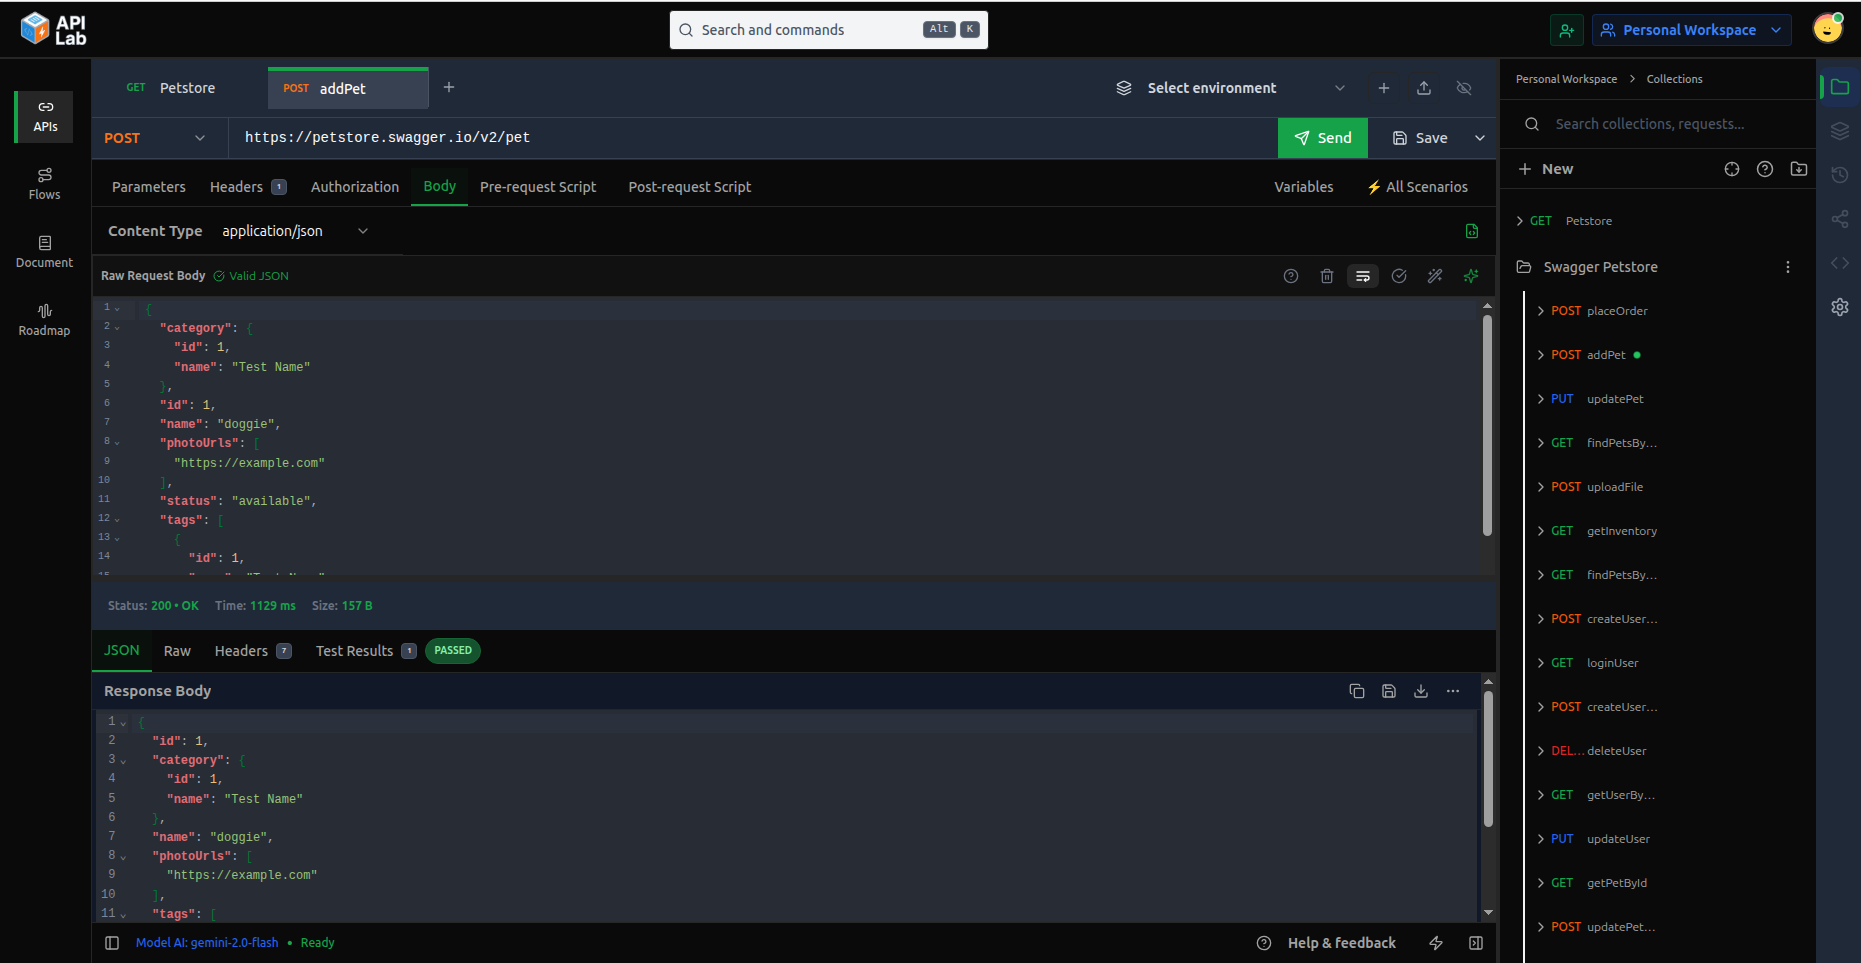 API
Lab
Search and commands Alt K
Personal Workspace
APIs
Flows
Document
Roadmap
GET Petstore
POST addPet
Select environment
POST https://petstore.swagger.io/v2/pet Send Save
Parameters Headers 1 Authorization Body Pre-request Script Post-request Script Variables ⚡ All Scenarios
Content Type application/json
Raw Request Body Valid JSON
1 {
2 "category": {
3 "id": 1,
4 "name": "Test Name"
5 },
6 "id": 1,
7 "name": "doggie",
8 "photoUrls": [
9 "https://example.com"
10 ],
11 "status": "available",
12 "tags": [
13 {
14 "id": 1,
Status: 200 • OK Time: 1129 ms Size: 157 B
JSON Raw Headers 7 Test Results 1 PASSED
Response Body
1 {
2 "id": 1,
3 "category": {
4 "id": 1,
5 "name": "Test Name"
6 },
7 "name": "doggie",
8 "photoUrls": [
9 "https://example.com"
10 ],
11 "tags": [
Model AI: gemini-2.0-flash • Ready
Help & feedback
Personal Workspace > Collections
Search collections, requests...
New
GET Petstore
Swagger Petstore
POST placeOrder
POST addPet
PUT updatePet
GET findPetsBy...
POST uploadFile
GET getInventory
GET findPetsBy...
POST createUser...
GET loginUser
POST createUser...
DEL... deleteUser
GET getUserBy...
PUT updateUser
GET getPetById
POST updatePet...